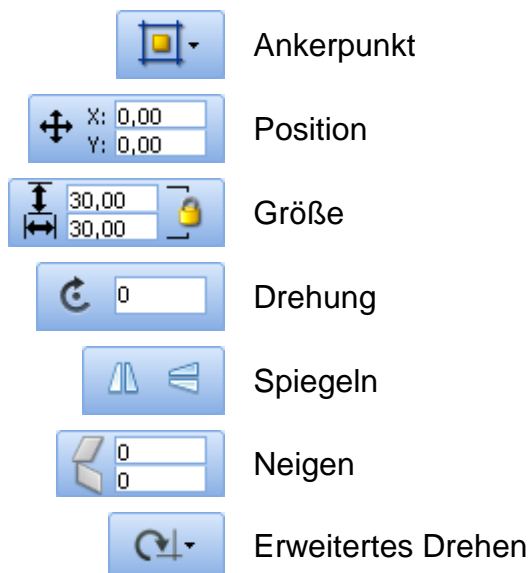 Ankerpunkt
X: 0,00 Position
Y: 0,00
30,00 Größe
30,00
0 Drehung
Spiegeln
0 Neigen
0
Erweitertes Drehen